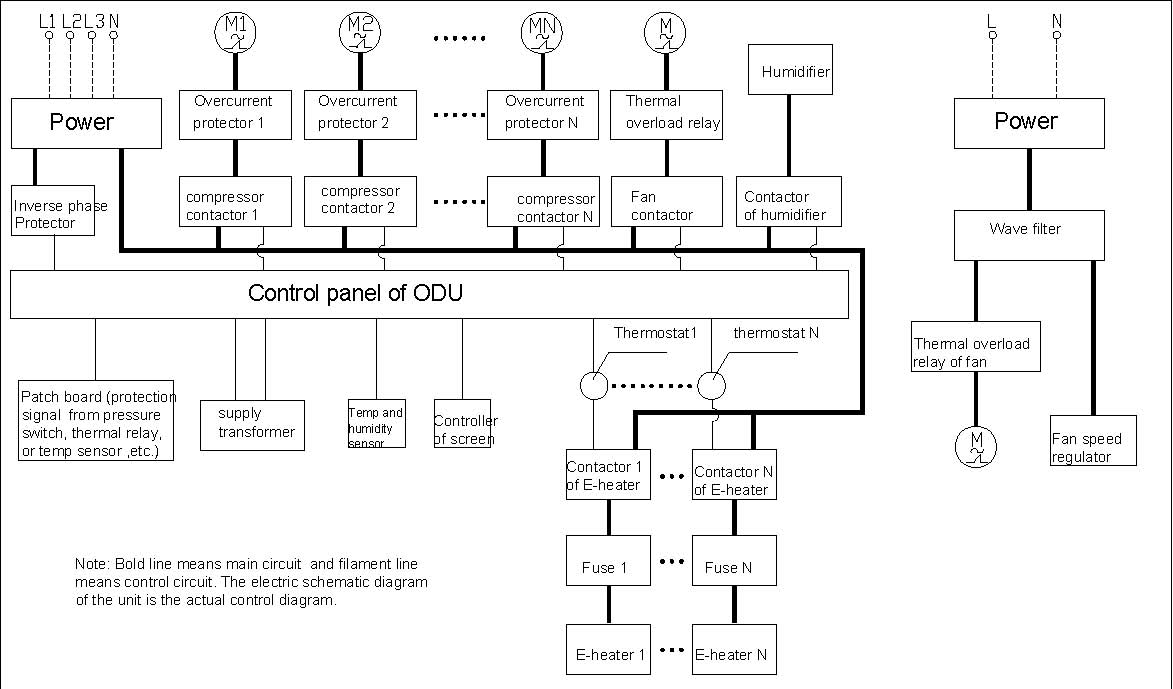 L1 L2 L3 N
M1
M2
MN
M
L N
Humidifier
Power
Overcurrent
protector 1
Overcurrent
protector 2
Overcurrent
protector N
Thermal
overload relay
Power
Inverse phase
Protector
compressor
contactor 1
compressor
contactor 2
compressor
contactor N
Fan
contactor
Contactor
of humidifier
Wave filter
Control panel of ODU
Thermostat1
thermostat N
Thermal overload
relay of fan
Patch board (protection
signal from pressure
switch, thermal relay,
or temp sensor ,etc.)
supply
transformer
Temp and
humidity
sensor
Controller
of screen
M
Fan speed
regulator
Contactor 1
of E-heater
Contactor N
of E-heater
Fuse 1
Fuse N
E-heater 1
E-heater N
Note: Bold line means main circuit and filament line
means control circuit. The electric schematic diagram
of the unit is the actual control diagram.